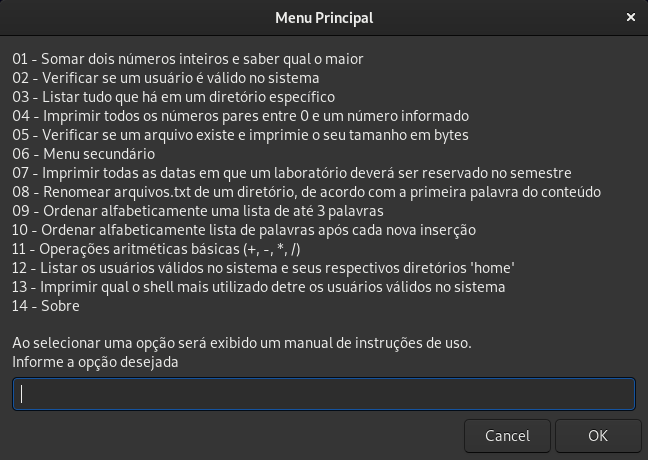 Menu Principal
×
01 - Somar dois números inteiros e saber qual o maior
02 - Verificar se um usuário é válido no sistema
03 - Listar tudo que há em um diretório específico
04 - Imprimir todos os números pares entre 0 e um número informado
05 - Verificar se um arquivo existe e imprimie o seu tamanho em bytes
06 - Menu secundário
07 - Imprimir todas as datas em que um laboratório deverá ser reservado no semestre
08 - Renomear arquivos.txt de um diretório, de acordo com a primeira palavra do conteúdo
09 - Ordenar alfabeticamente uma lista de até 3 palavras
10 - Ordenar alfabeticamente lista de palavras após cada nova inserção
11 - Operações aritméticas básicas (+, -, *, /)
12 - Listar os usuários válidos no sistema e seus respectivos diretórios 'home'
13 - Imprimir qual o shell mais utilizado detre os usuários válidos no sistema
14 - Sobre
Ao selecionar uma opção será exibido um manual de instruções de uso.
Informe a opção desejada
Cancel OK